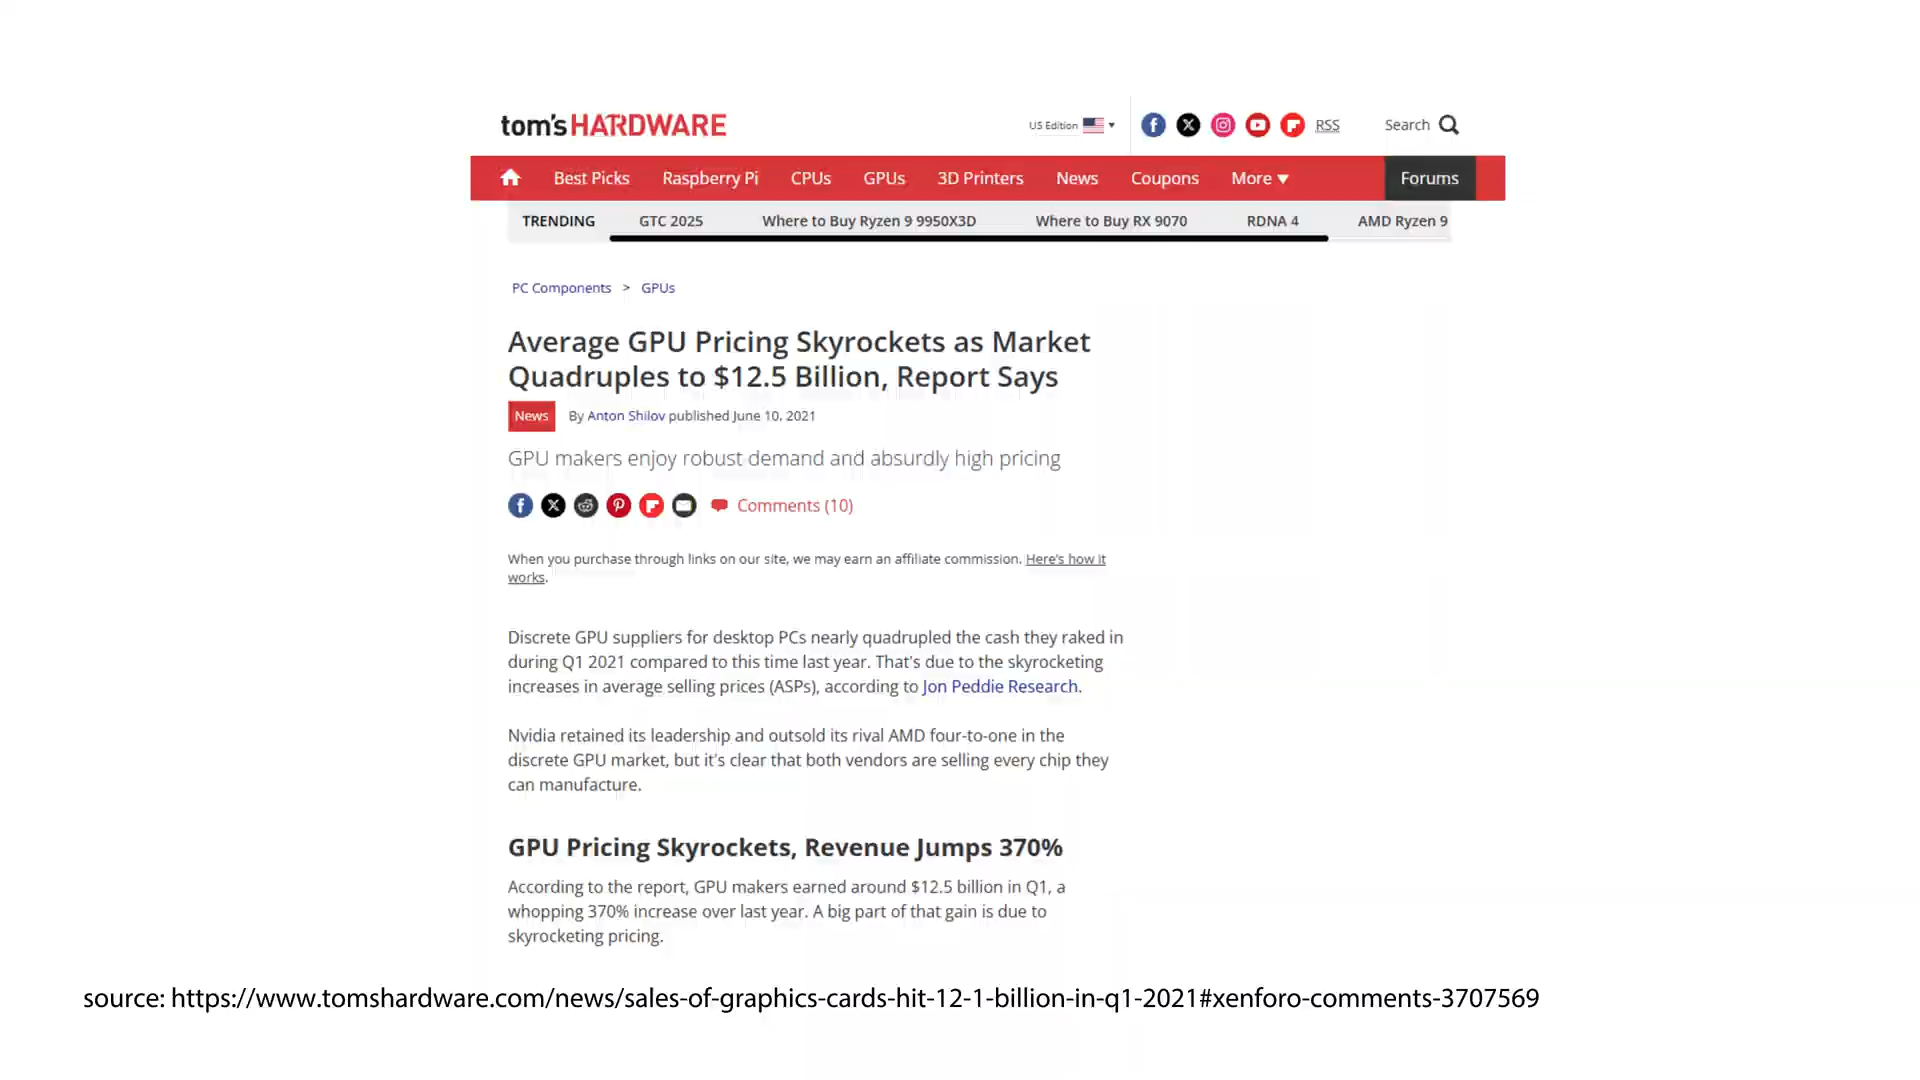 tom's HARDWARE
US Edition
RSS
Search
Best Picks Raspberry Pi CPUs GPUs 3D Printers News Coupons More Forums
TRENDING GTC 2025 Where to Buy Ryzen 9 9950X3D Where to Buy RX 9070 RDNA 4 AMD Ryzen 9
PC Components > GPUs
Average GPU Pricing Skyrockets as Market
Quadruples to $12.5 Billion, Report Says
News By Anton Shilov published June 10, 2021
GPU makers enjoy robust demand and absurdly high pricing
Comments (10)
When you purchase through links on our site, we may earn an affiliate commission. Here's how it
works.
Discrete GPU suppliers for desktop PCs nearly quadrupled the cash they raked in
during Q1 2021 compared to this time last year. That's due to the skyrocketing
increases in average selling prices (ASPs), according to Jon Peddie Research.
Nvidia retained its leadership and outsold its rival AMD four-to-one in the
discrete GPU market, but it's clear that both vendors are selling every chip they
can manufacture.
GPU Pricing Skyrockets, Revenue Jumps 370%
According to the report, GPU makers earned around $12.5 billion in Q1, a
whopping 370% increase over last year. A big part of that gain is due to
skyrocketing pricing.
source: https://www.tomshardware.com/news/sales-of-graphics-cards-hit-12-1-billion-in-q1-2021#xenforo-comments-3707569